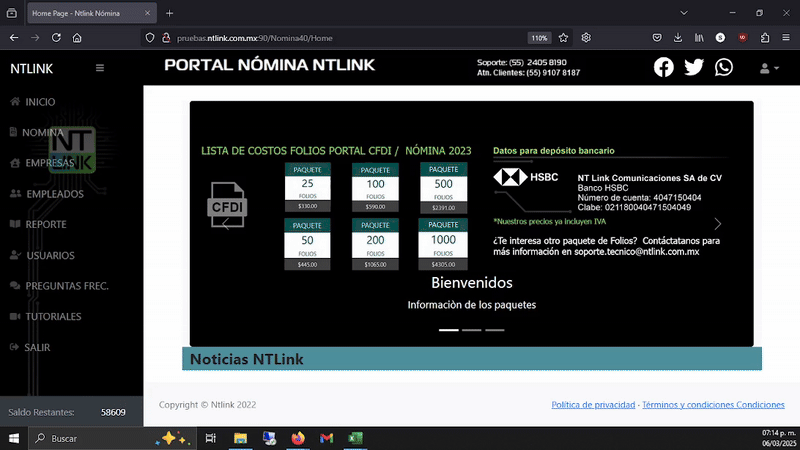 Home Page - Ntlink Nómina
pruebas.ntlink.com.mx:90/Nomina40/Home
110%
NTLINK
PORTAL NÓMINA NTLINK
Soporte: (55) 2405 8190
Atn. Clientes: (55) 9107 8187
INICIO
NOMINA
EMPRESAS
EMPLEADOS
REPORTE
USUARIOS
PREGUNTAS FREC.
TUTORIALES
SALIR
NT
LINK
Saldo Restantes: 58609
LISTA DE COSTOS FOLIOS PORTAL CFDI / NÓMINA 2023
CFDI
PAQUETE
25
FOLIOS
$330.00
PAQUETE
100
FOLIOS
$590.00
PAQUETE
500
FOLIOS
$2391.00
PAQUETE
50
FOLIOS
$445.00
PAQUETE
200
FOLIOS
$1065.00
PAQUETE
1000
FOLIOS
$4305.00
Datos para depósito bancario
HSBC
NT Link Comunicaciones SA de CV
Banco HSBC
Número de cuenta: 4047150404
Clabe: 021180040471504049
*Nuestros precios ya incluyen IVA
¿Te interesa otro paquete de Folios? Contáctatanos para
más información en soporte.tecnico@ntlink.com.mx
Bienvenidos
Informaciòn de los paquetes
Noticias NTLink
Copyright © Ntlink 2022
Política de privacidad · Términos y condiciones Condiciones
Buscar
07:14 p. m.
06/03/2025